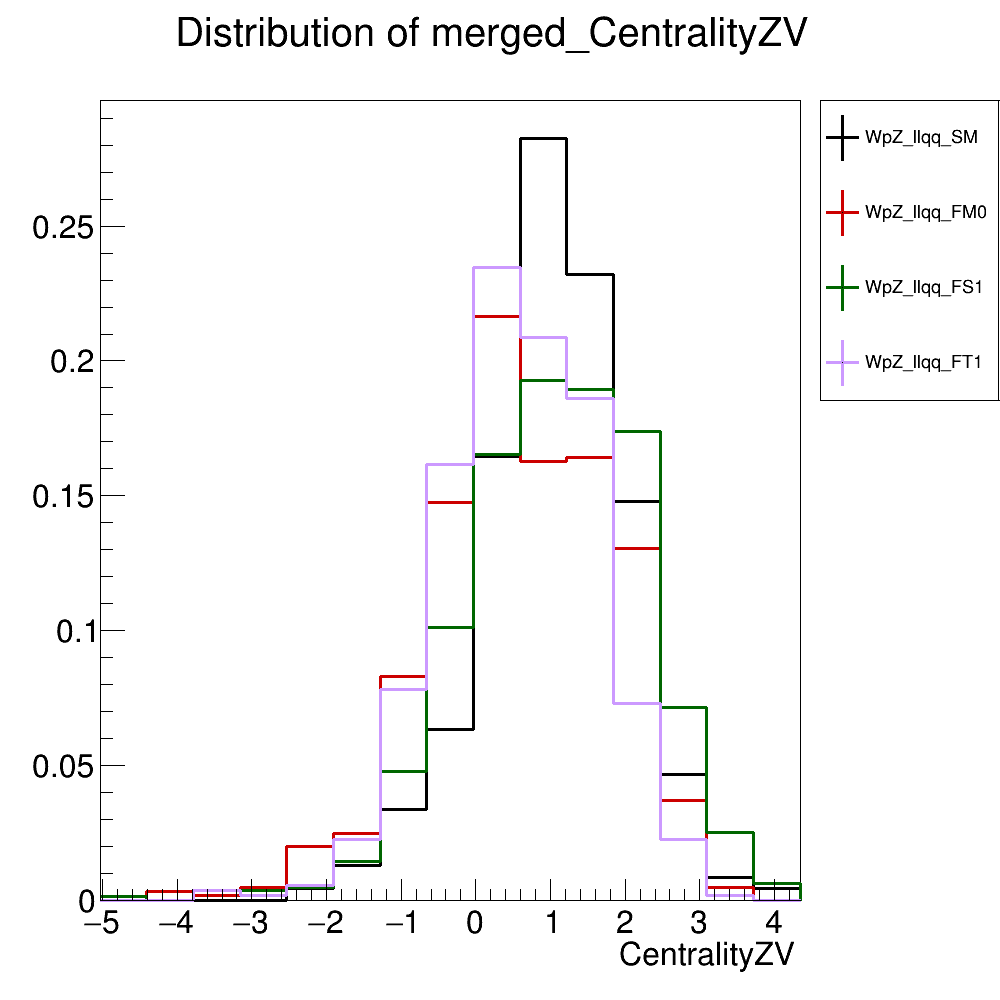 Distribution of merged_CentralityZV
WpZ_llqq_SM
WpZ_llqq_FM0
WpZ_llqq_FS1
WpZ_llqq_FT1
0.25
0.2
0.15
0.1
0.05
0
−5 −4 −3 −2 −1 0 1 2 3 4
CentralityZV